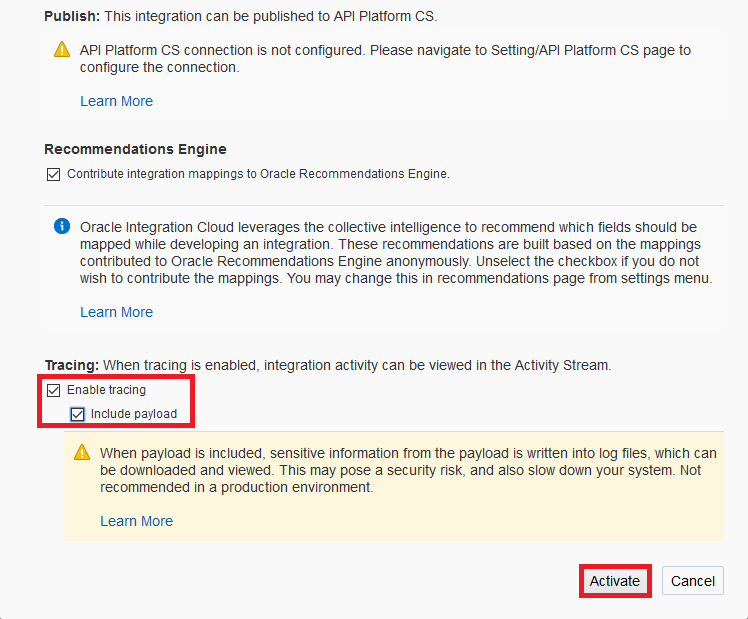 Publish: This integration can be published to API Platform CS.
API Platform CS connection is not configured. Please navigate to Setting/API Platform CS page to
configure the connection.
Learn More
Recommendations Engine
Contribute integration mappings to Oracle Recommendations Engine.
Oracle Integration Cloud leverages the collective intelligence to recommend which fields should be
mapped while developing an integration. These recommendations are built based on the mappings
contributed to Oracle Recommendations Engine anonymously. Unselect the checkbox if you do not
wish to contribute the mappings. You may change this in recommendations page from settings menu.
Learn More
Tracing: When tracing is enabled, integration activity can be viewed in the Activity Stream.
Enable tracing
Include payload
When payload is included, sensitive information from the payload is written into log files, which can
be downloaded and viewed. This may pose a security risk, and also slow down your system. Not
recommended in a production environment.
Learn More
Activate Cancel